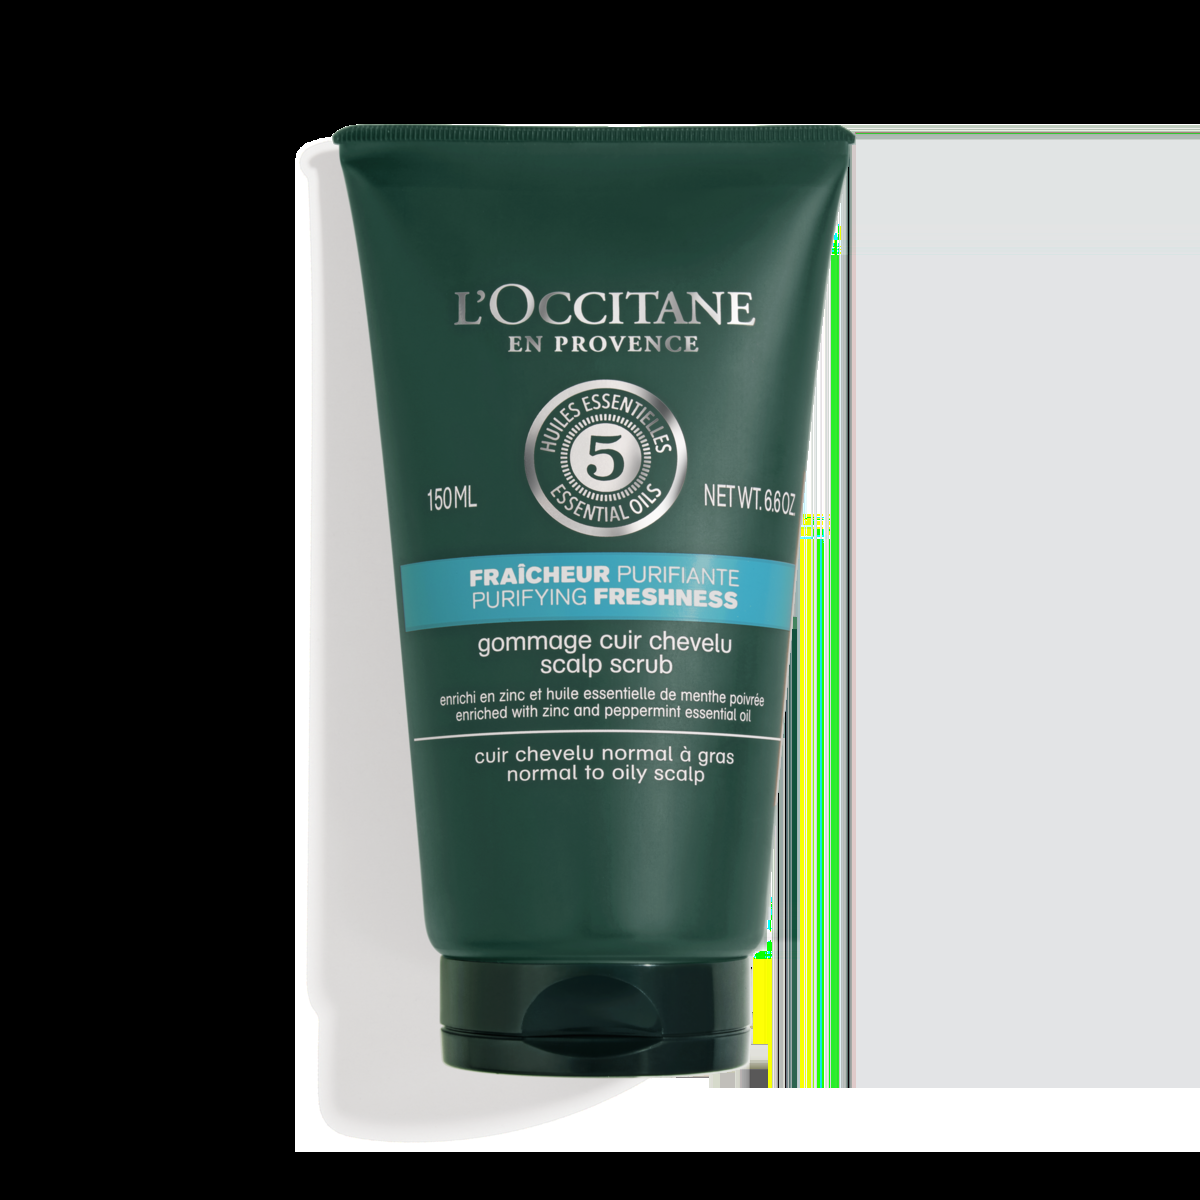 L'OCCITANE
EN PROVENCE
HUILES ESSENTIELLES
5
ESSENTIAL OILS
150 ML
NET WT. 6.6 OZ.
FRAÎCHEUR PURIFIANTE
PURIFYING FRESHNESS
gommage cuir chevelu
scalp scrub
enrichi en zinc et huile essentielle de menthe poivrée
enriched with zinc and peppermint essential oil
cuir chevelu normal à gras
normal to oily scalp